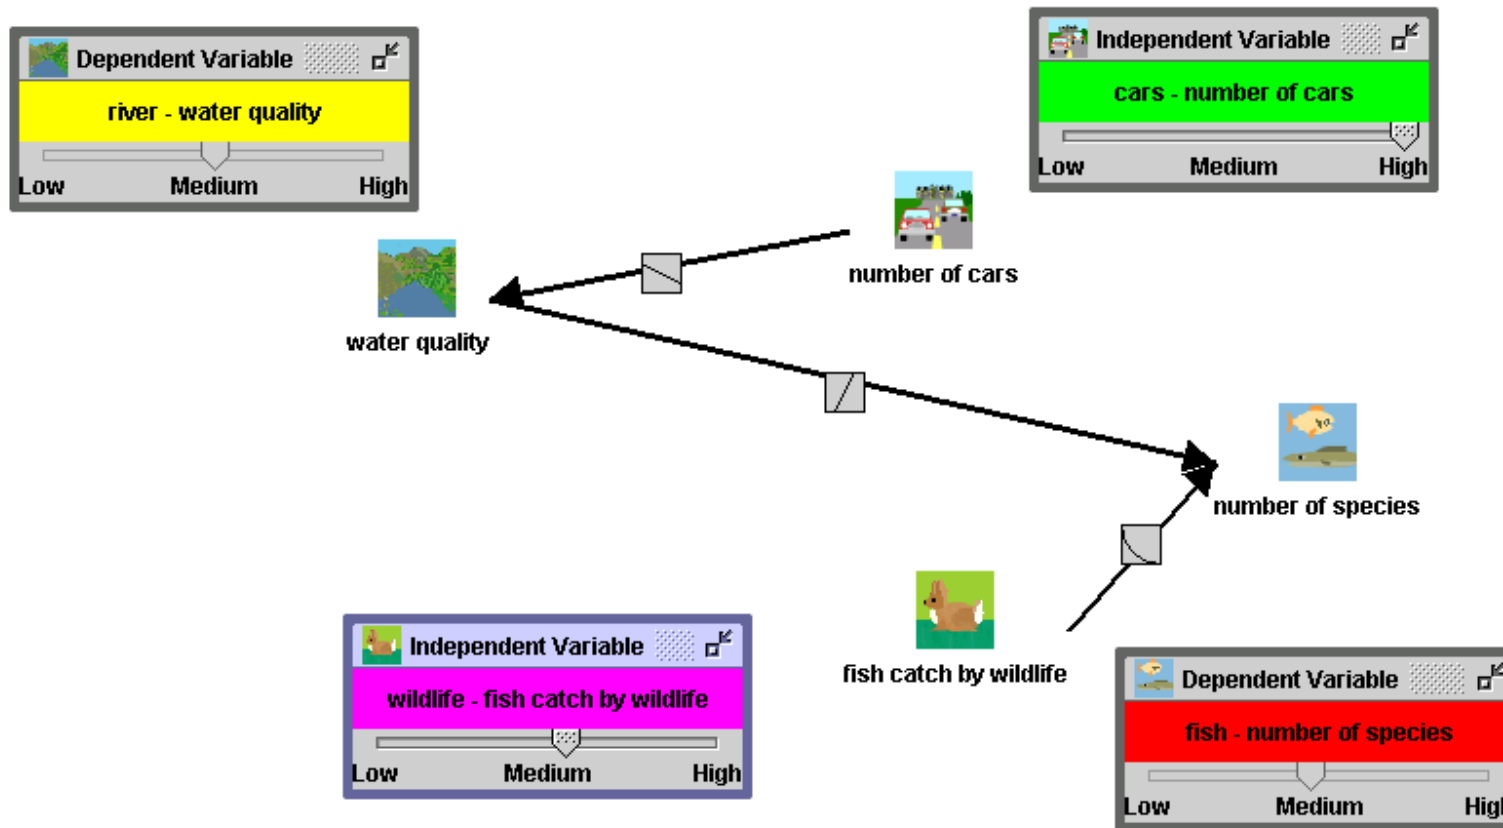 Dependent Variable
river - water quality
Low Medium High
Independent Variable
cars - number of cars
Low Medium High
number of cars
water quality
number of species
fish catch by wildlife
Independent Variable
wildlife - fish catch by wildlife
Low Medium High
Dependent Variable
fish - number of species
Low Medium High